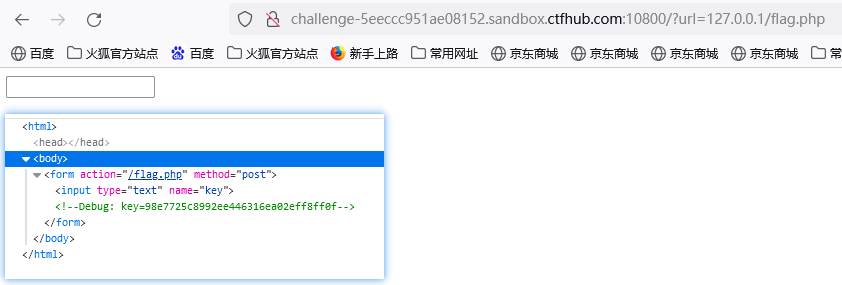 challenge-5eeccc951ae08152.sandbox.ctfhub.com:10800/?url=127.0.0.1/flag.php
百度 火狐官方站点 百度 火狐官方站点 新手上路 常用网址 京东商城 京东商城 京东商城 京东商城 常
<html>
<head></head>
<body>
<form action="/flag.php" method="post">
<input type="text" name="key">
<!--Debug: key=98e7725c8992ee446316ea02eff8ff0f-->
</form>
</body>
</html>